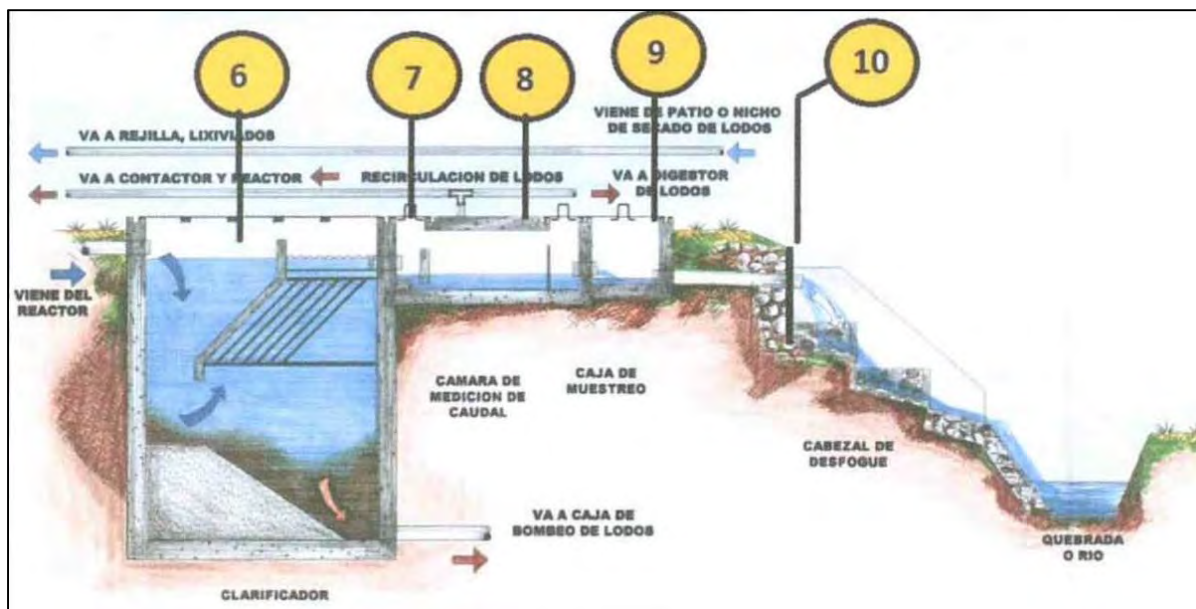 6
7
8
9
10
VA A REJILLA, LIXIVIADOS
VIENE DE PATIO O NICHO
DE SECADO DE LODOS
VA A CONTACTOR Y REACTOR
RECIRCULACION DE LODOS
VA A DIGESTOR
DE LODOS
VIENE DEL
REACTOR
CAMARA DE
MEDICION DE
CAUDAL
CAJA DE
MUESTREO
CABEZAL DE
DESFOGUE
VA A CAJA DE
BOMBEO DE LODOS
QUEBRADA
O RIO
CLARIFICADOR